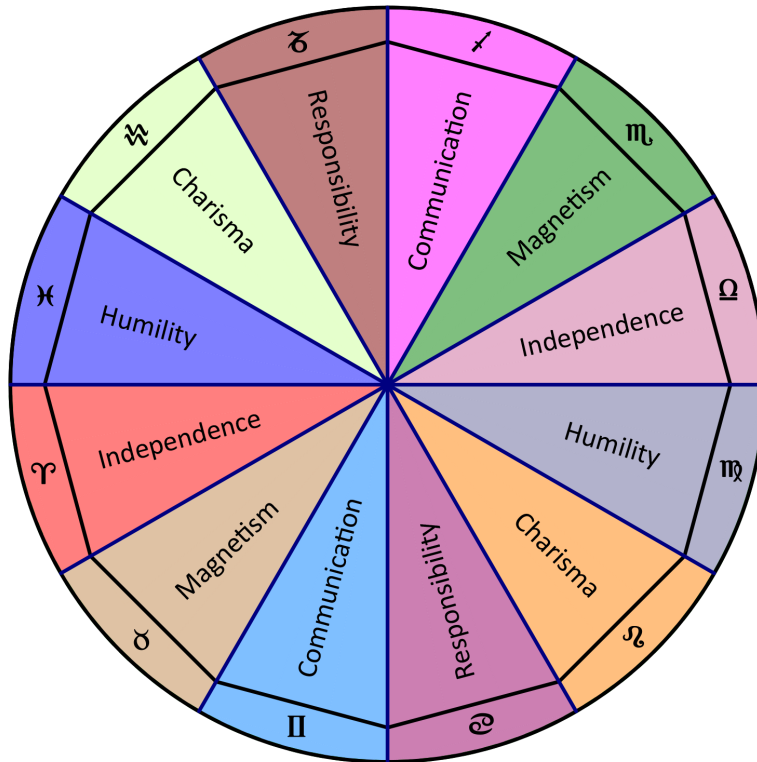 ♑
Responsibility
♐
Communication
♏
Magnetism
♎
Independence
♍
Humility
♌
Charisma
♋
Responsibility
♊
Communication
♉
Magnetism
♈
Independence
♓
Humility
♒
Charisma